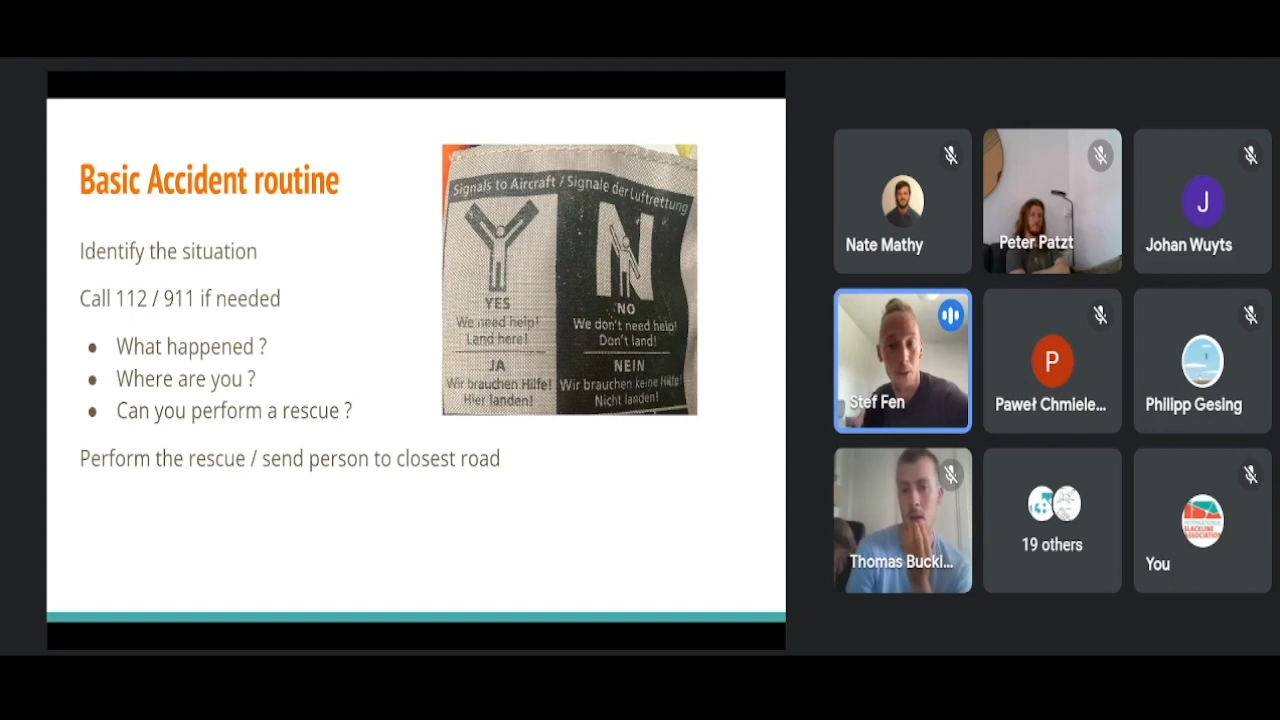 Basic Accident routine
Identify the situation
Call 112 / 911 if needed
● What happened ?
● Where are you ?
● Can you perform a rescue ?
Perform the rescue / send person to closest road
Signals to Aircraft / Signale der Luftrettung
Y
YES
We need help!
Land here!
JA
Wir brauchen Hilfe!
Hier landen!
N
NO
We don't need help!
Don't land!
NEIN
Wir brauchen keine Hilfe!
Nicht landen!
Nate Mathy
Peter Patzt
J
Johan Wuyts
Stef Fen
P
Paweł Chmiele...
Philipp Gesing
Thomas Bucki...
19 others
INTERNATIONAL
SLACKLINE
ASSOCIATION
You